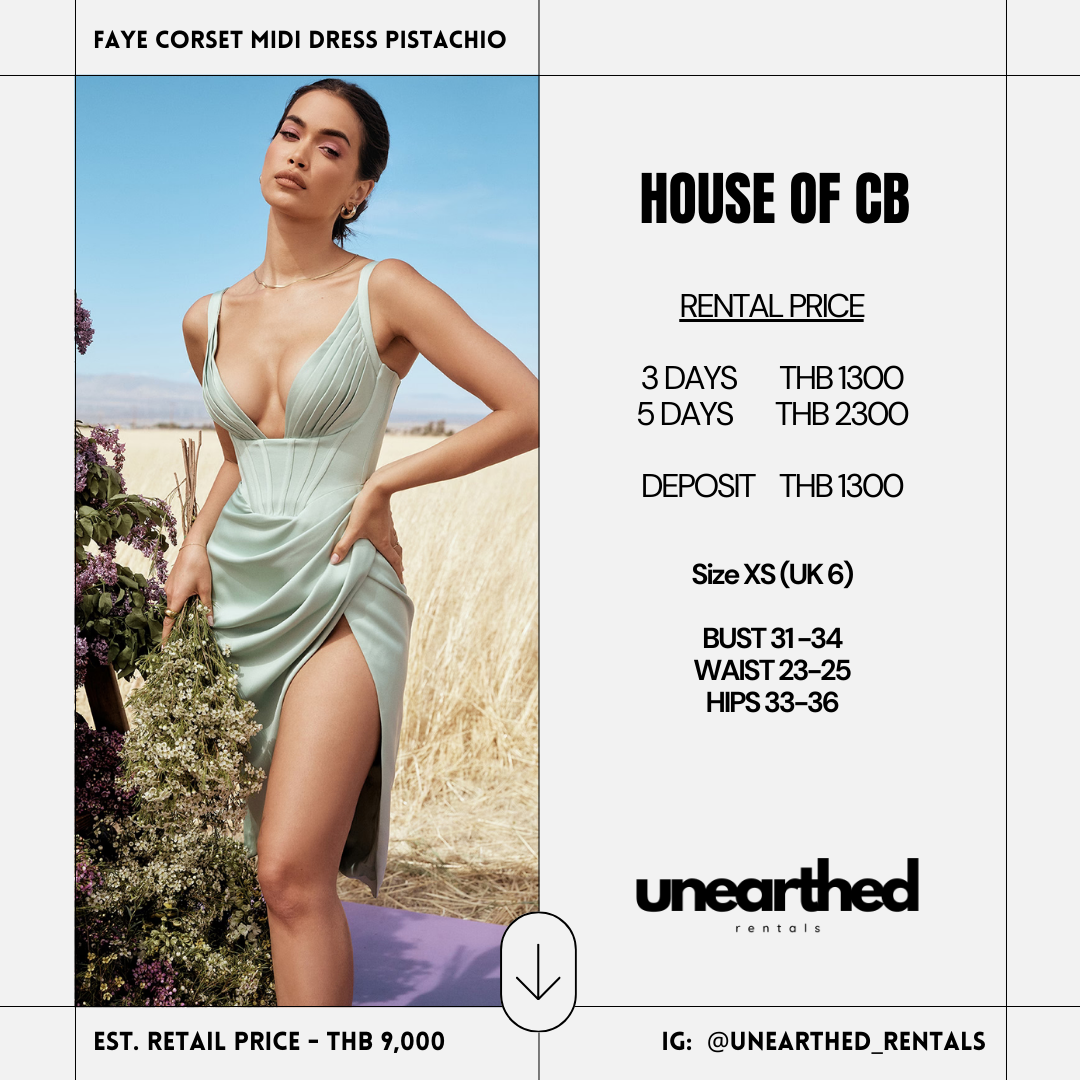 FAYE CORSET MIDI DRESS PISTACHIO
HOUSE OF CB
RENTAL PRICE
3 DAYS THB 1300
5 DAYS THB 2300
DEPOSIT THB 1300
Size XS (UK 6)
BUST 31 –34
WAIST 23–25
HIPS 33–36
unearthed
rentals
EST. RETAIL PRICE - THB 9,000
IG: @UNEARTHED_RENTALS